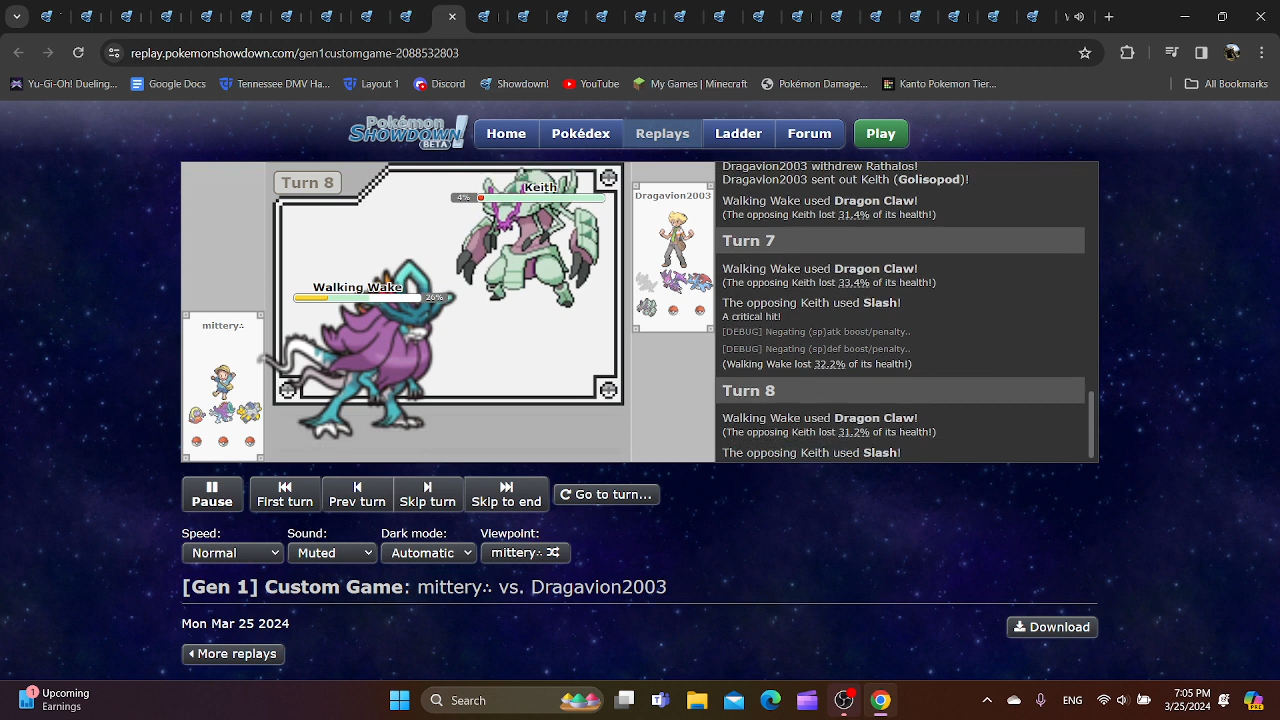 replay.pokemonshowdown.com/gen1customgame-2088532803
Yu-Gi-Oh! Dueling...
Google Docs
Tennessee DMV Ha...
Layout 1
Discord
Showdown!
YouTube
My Games | Minecraft
Pokémon Damage...
Kanto Pokemon Tier...
All Bookmarks
Pokémon
SHOWDOWN!
BETA
Home
Pokédex
Replays
Ladder
Forum
Play
Turn 8
Keith
4%
Walking Wake
26%
mittery∴
Dragavion2003
Dragavion2003 withdrew Rathalos!
Dragavion2003 sent out Keith (Golisopod)!
Walking Wake used Dragon Claw!
(The opposing Keith lost 31.4% of its health!)
Turn 7
Walking Wake used Dragon Claw!
(The opposing Keith lost 33.4% of its health!)
The opposing Keith used Slash!
A critical hit!
[DEBUG] Negating (sp)atk boost/penalty..
[DEBUG] Negating (sp)def boost/penalty..
(Walking Wake lost 32.2% of its health!)
Turn 8
Walking Wake used Dragon Claw!
(The opposing Keith lost 31.2% of its health!)
The opposing Keith used Slash!
Pause
First turn
Prev turn
Skip turn
Skip to end
Go to turn...
Speed:
Sound:
Dark mode:
Viewpoint:
Normal
Muted
Automatic
mittery∴
[Gen 1] Custom Game: mittery∴ vs. Dragavion2003
Mon Mar 25 2024
Download
More replays
1
Upcoming
Earnings
Search
ENG
7:05 PM
3/25/2024
PRE